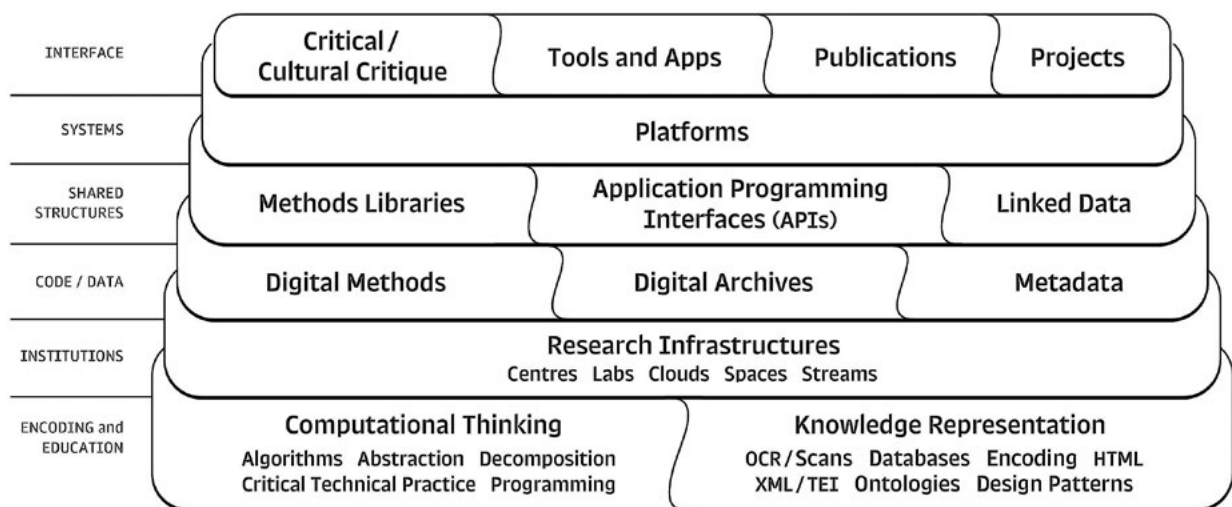 INTERFACE
Critical /
Cultural Critique
Tools and Apps
Publications
Projects
SYSTEMS
Platforms
SHARED
STRUCTURES
Methods Libraries
Application Programming
Interfaces (APIs)
Linked Data
CODE / DATA
Digital Methods
Digital Archives
Metadata
INSTITUTIONS
Research Infrastructures
Centres Labs Clouds Spaces Streams
ENCODING and
EDUCATION
Computational Thinking
Algorithms Abstraction Decomposition
Critical Technical Practice Programming
Knowledge Representation
OCR/Scans Databases Encoding HTML
XML/TEI Ontologies Design Patterns